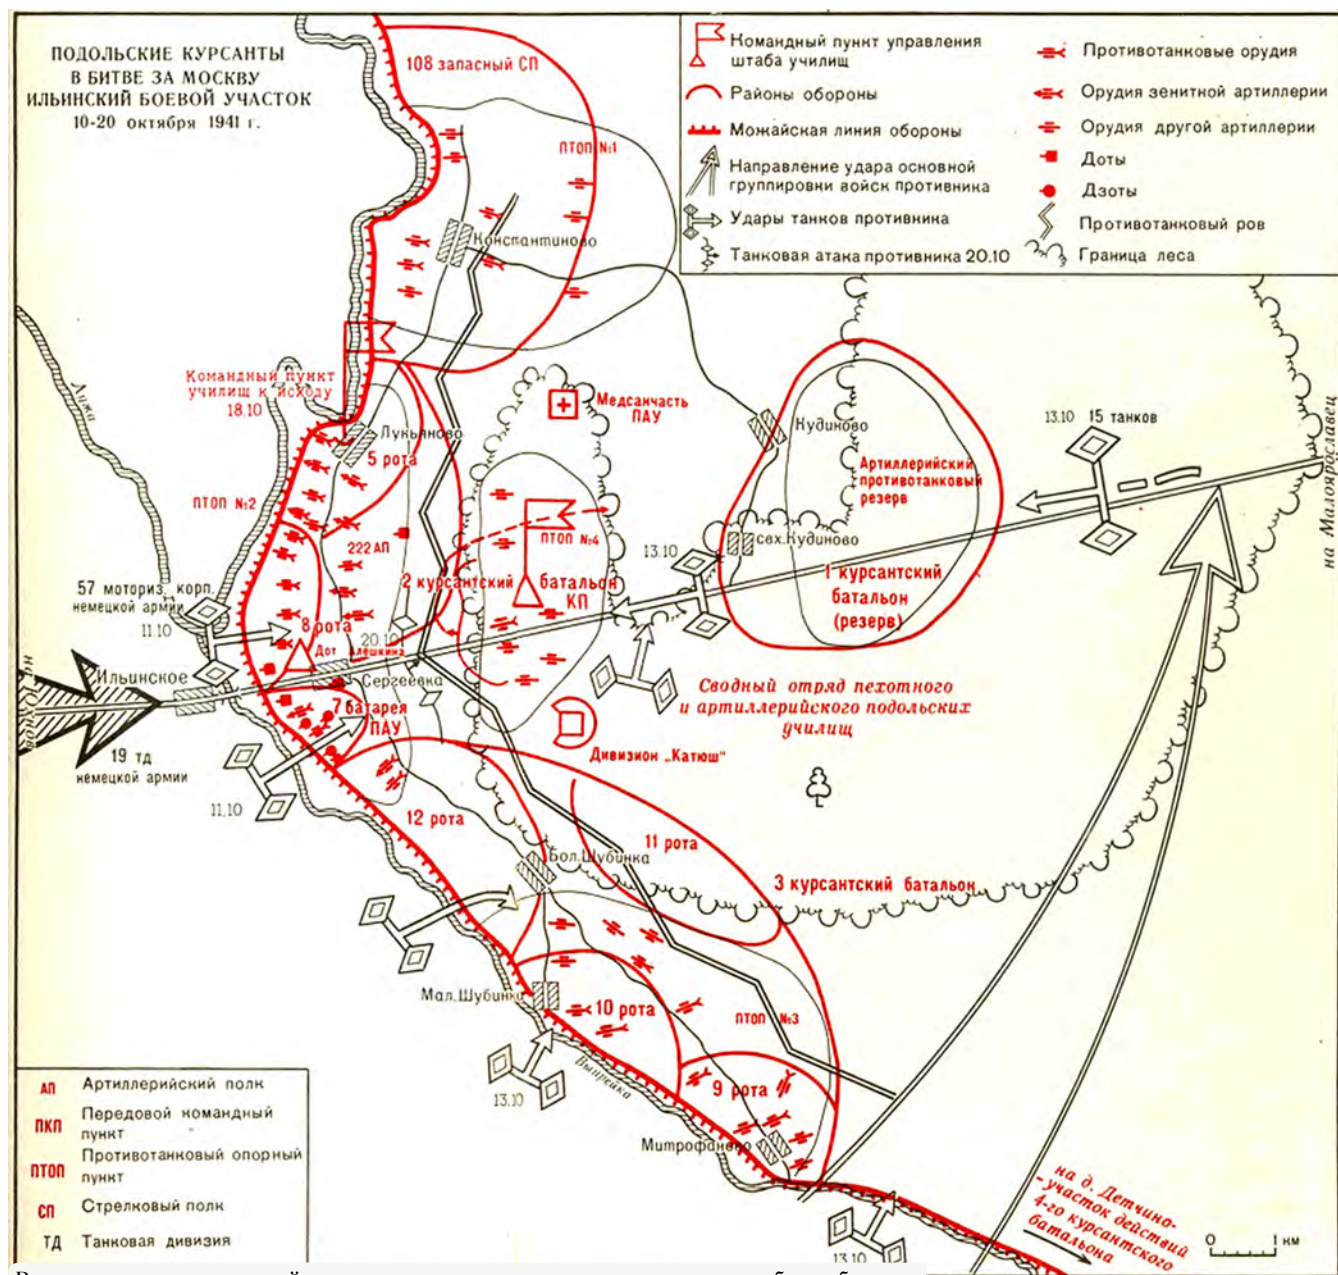 ПОДОЛЬСКИЕ КУРСАНТЫ
В БИТВЕ ЗА МОСКВУ
ИЛЬИНСКИЙ БОЕВОЙ УЧАСТОК
10-20 октября 1941 г.
Командный пункт управления
штаба училищ
Районы обороны
Можайская линия обороны
Направление удара основной
группировки войск противника
Удары танков противника
Танковая атака противника 20.10
Противотанковые орудия
Орудия зенитной артиллерии
Орудия другой артиллерии
Доты
Дзоты
Противотанковый ров
Граница леса
108 запасный СП
ПТОП №1
Константиново
Лужа
Командный пункт
училищ к исходу
18.10
Лукьяново
5 рота
ПТОП №2
222 АП
Медсанчасть
ПАУ
Кудиново
Артиллерийский
противотанковый
резерв
13.10
15 танков
на Малоярославец
ПТОП №4
13.10
свх.Кудиново
2 курсантский
батальон
КП
1 курсантский
батальон
(резерв)
57 моториз. корп.
немецкой армии
11.10
8 рота
20.10
Дот Алешкина
Ильинское
Сергеевка
7 батарея
ПАУ
Сводный отряд пехотного
и артиллерийского подольских
училищ
19 тд
немецкой армии
Дивизион „Катюш"
11.10
12 рота
11 рота
Бол.Шубинка
3 курсантский батальон
Мал.Шубинка
10 рота
ПТОП №3
13.10
Выпрейка
9 рота
Митрофаново
13.10
на д. Детчино-
-участок действий
4-го курсантского
батальона
0 1 км
АП Артиллерийский полк
ПКП Передовой командный
пункт
ПТОП Противотанковый опорный
пункт
СП Стрелковый полк
ТД Танковая дивизия